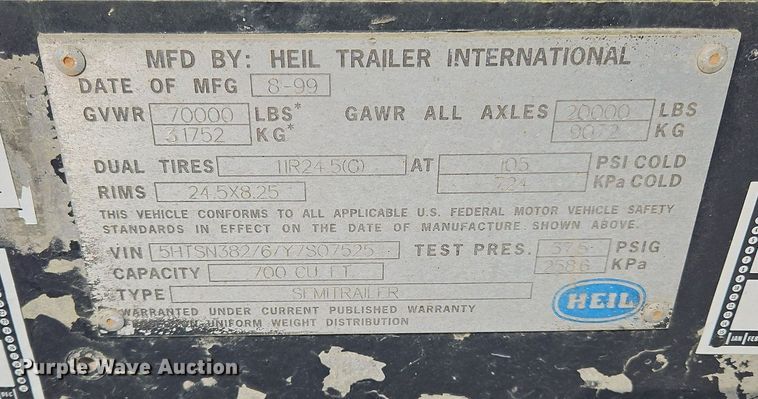 MFD BY: HEIL TRAILER INTERNATIONAL
DATE OF MFG 8-99
GVWR 70000 LBS* GAWR ALL AXLES 20000 LBS
31752 KG* 9072 KG
DUAL TIRES 11R24.5(G) AT 105 PSI COLD
RIMS 24.5X8.25 724 KPa COLD
THIS VEHICLE CONFORMS TO ALL APPLICABLE U.S. FEDERAL MOTOR VEHICLE SAFETY
STANDARDS IN EFFECT ON THE DATE OF MANUFACTURE SHOWN ABOVE.
VIN TEST PRES. 37.5 PSIG
CAPACITY 700 CU FT. 258.6 KPa
TYPE SEMITRAILER HEIL
WARRANTED UNDER CURRENT PUBLISHED WARRANTY
UNIFORM WEIGHT DISTRIBUTION
Purple Wave Auction
JAN FEB
DEC